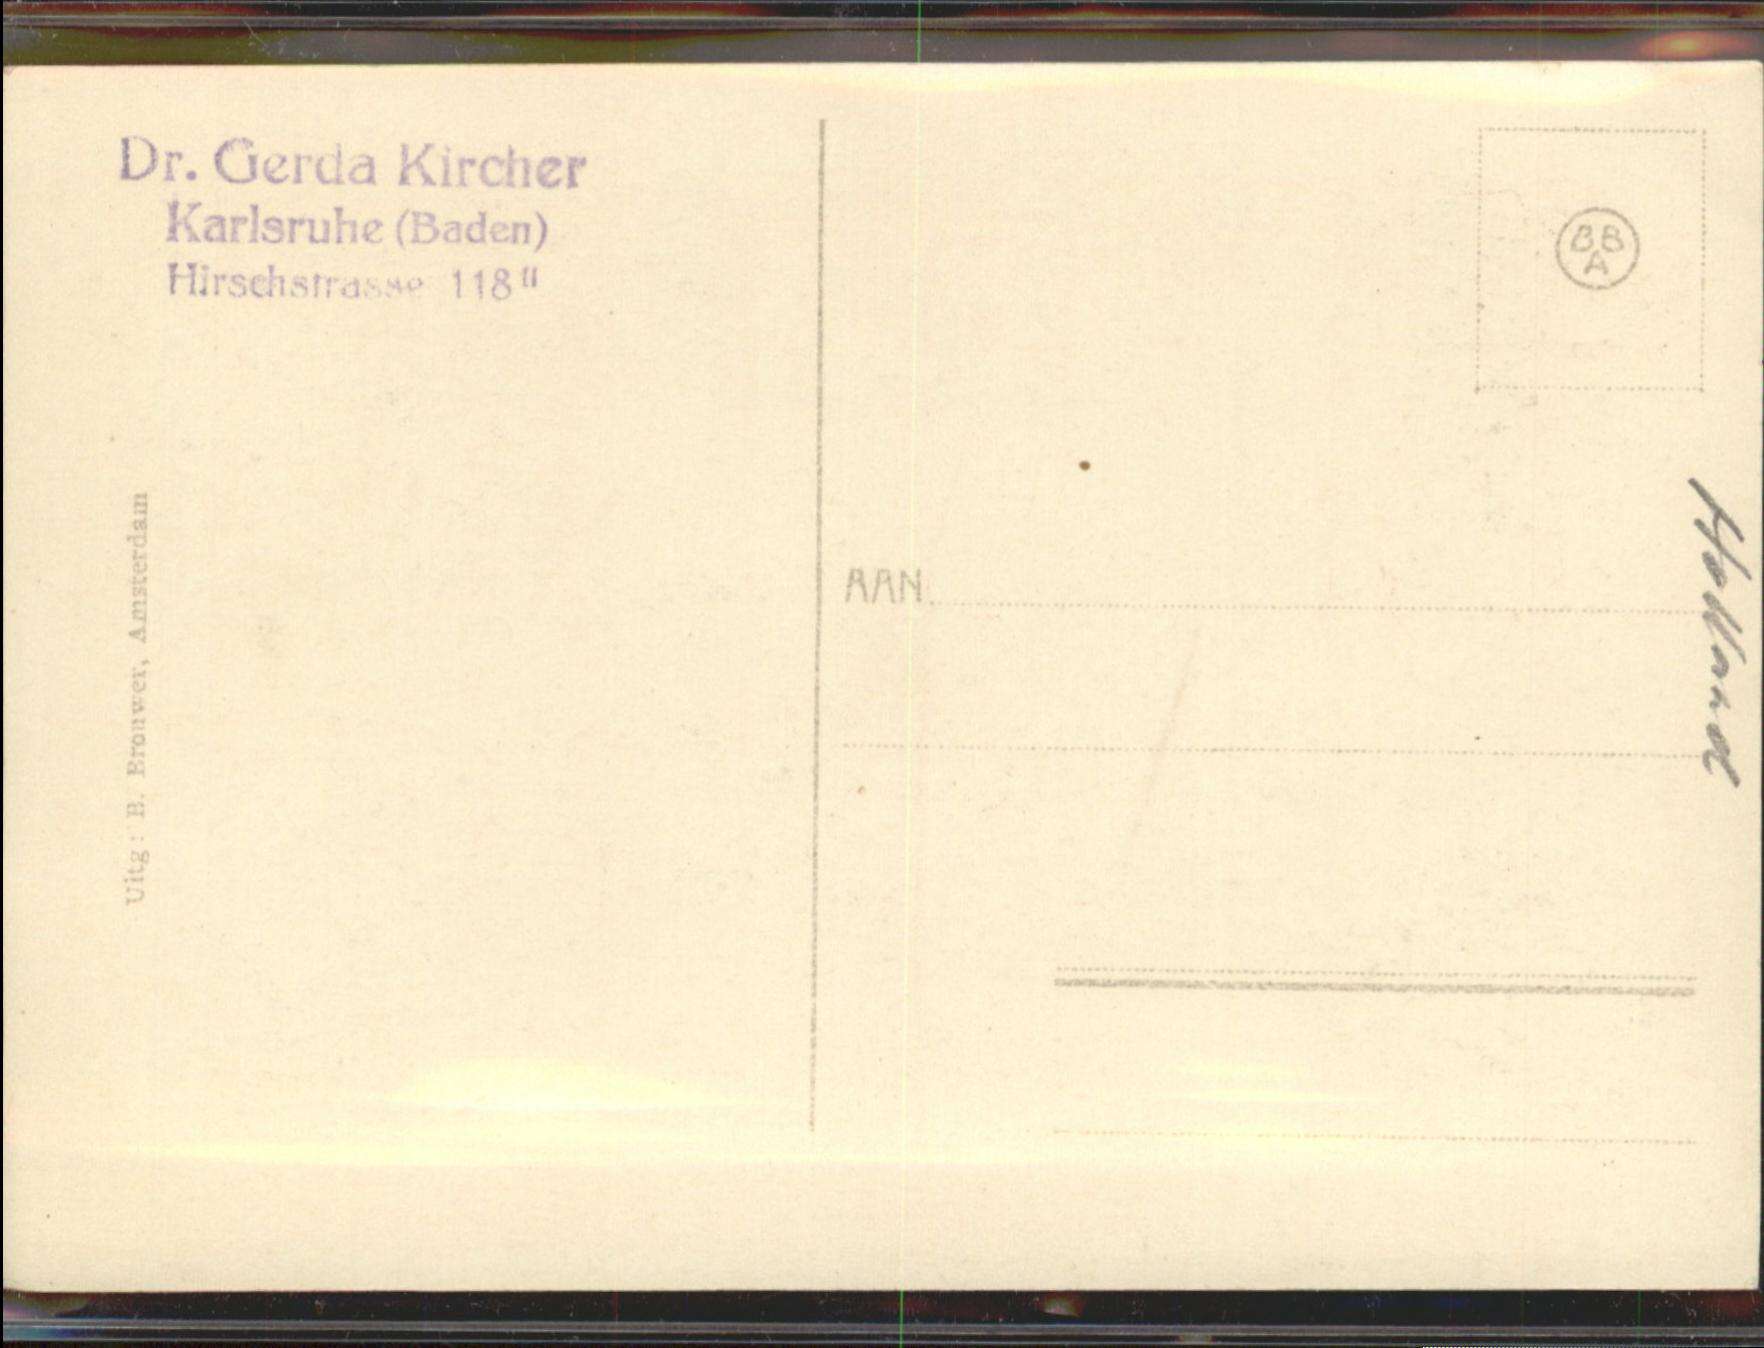 Dr. Gerda Kircher
Karlsruhe (Baden)
Hirschstrasse 118 II
Uitg: B. Brouwer, Amsterdam
BB
A
AAN
Holland